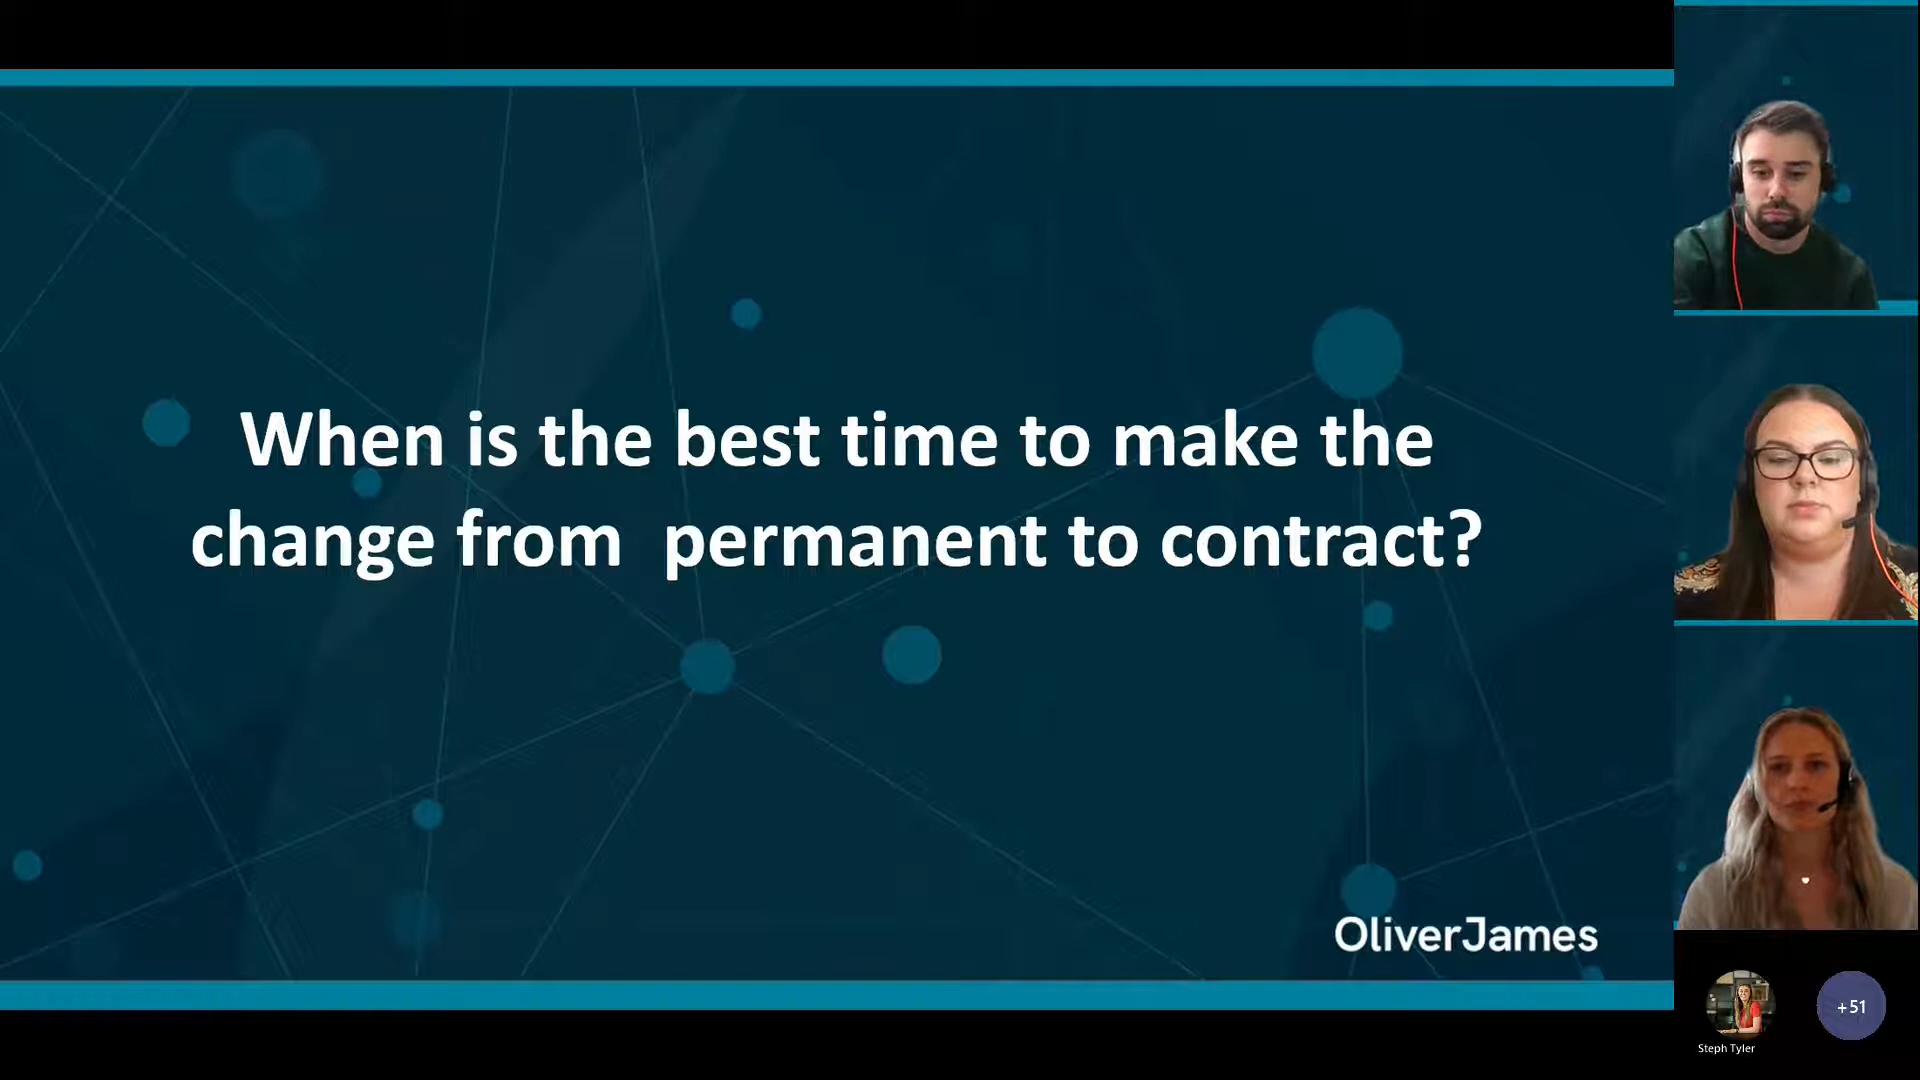 When is the best time to make the
change from  permanent to contract?
OliverJames
Steph Tyler
+51